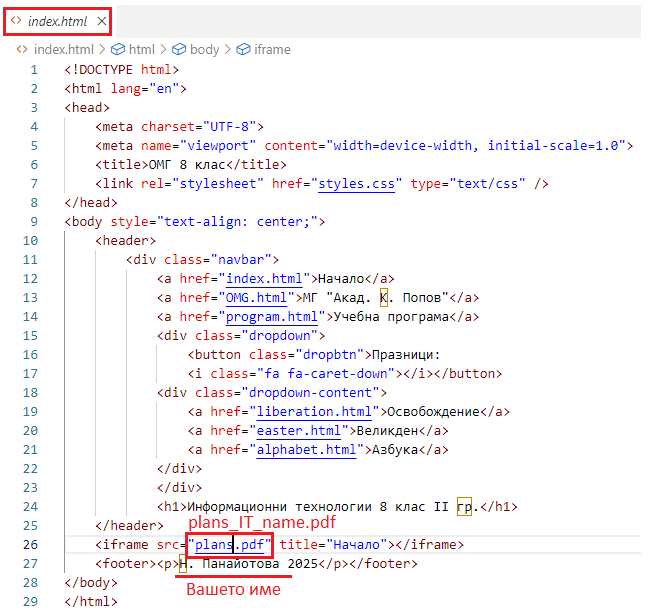 <> index.html ×
<> index.html > html > body > iframe
1 <!DOCTYPE html>
2 <html lang="en">
3 <head>
4 <meta charset="UTF-8">
5 <meta name="viewport" content="width=device-width, initial-scale=1.0">
6 <title>ОМГ 8 клас</title>
7 <link rel="stylesheet" href="styles.css" type="text/css" />
8 </head>
9 <body style="text-align: center;">
10 <header>
11 <div class="navbar">
12 <a href="index.html">Начало</a>
13 <a href="OMG.html">МГ "Акад. К. Попов"</a>
14 <a href="program.html">Учебна програма</a>
15 <div class="dropdown">
16 <button class="dropbtn">Празници:
17 <i class="fa fa-caret-down"></i></button>
18 <div class="dropdown-content">
19 <a href="liberation.html">Освобождение</a>
20 <a href="easter.html">Великден</a>
21 <a href="alphabet.html">Азбука</a>
22 </div>
23 </div>
24 <h1>Информационни технологии 8 клас II гр.</h1>
25 </header>
plans_IT_name.pdf
26 <iframe src="plans.pdf" title="Начало"></iframe>
27 <footer><p>Н. Панайотова 2025</p></footer>
28 </body>
Вашето име
29 </html>